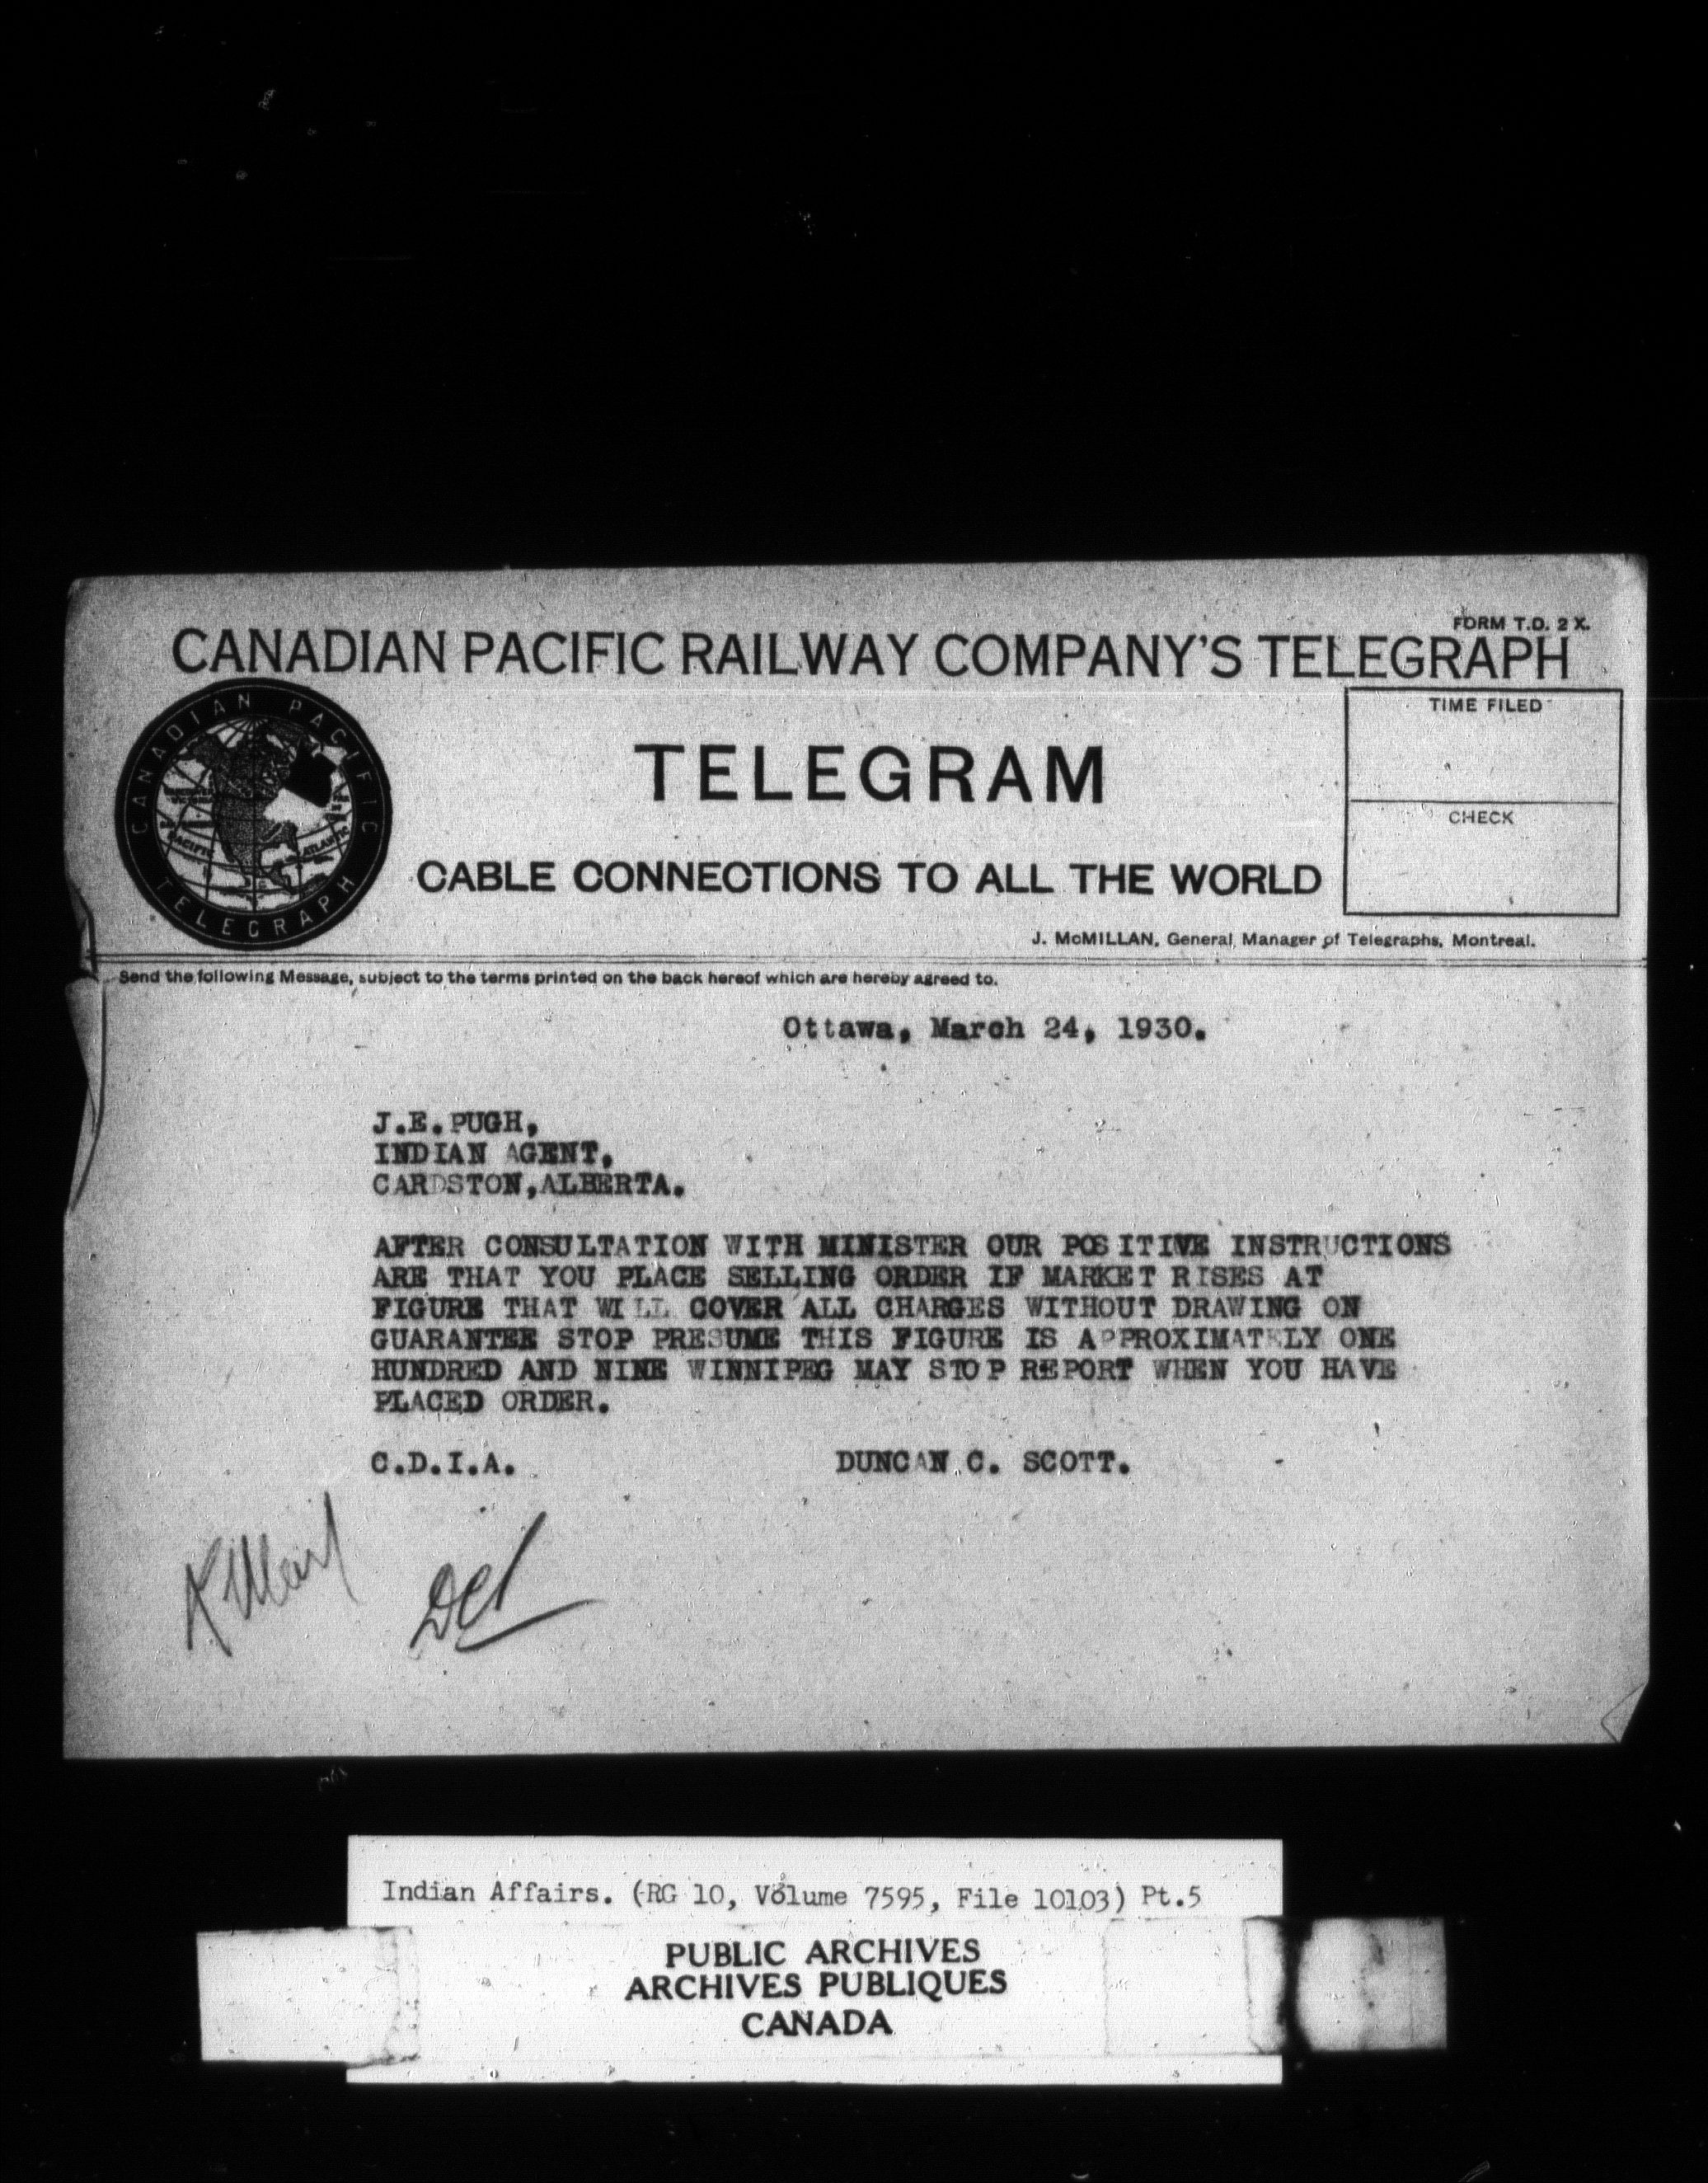 FORM T.D. 2 X.
CANADIAN PACIFIC RAILWAY COMPANY'S TELEGRAPH
CANADIAN PACIFIC
TELEGRAPH
PACIFIC
ATLANTIC
TELEGRAM
TIME FILED
CHECK
CABLE CONNECTIONS TO ALL THE WORLD
J. McMILLAN, General Manager of Telegraphs, Montreal.
Send the following Message, subject to the terms printed on the back hereof which are hereby agreed to.
Ottawa, March 24, 1930.
J.E. PUGH,
INDIAN AGENT,
CARDSTON,ALBERTA.
AFTER CONSULTATION WITH MINISTER OUR POSITIVE INSTRUCTIONS
ARE THAT YOU PLACE SELLING ORDER IF MARKET RISES AT
FIGURE THAT WILL COVER ALL CHARGES WITHOUT DRAWING ON
GUARANTEE STOP PRESUME THIS FIGURE IS APPROXIMATELY ONE
HUNDRED AND NINE WINNIPEG MAY STOP REPORT WHEN YOU HAVE
PLACED ORDER.
C.D.I.A. DUNCAN C. SCOTT.
Indian Affairs. (RG 10, Volume 7595, File 10103) Pt.5
PUBLIC ARCHIVES
ARCHIVES PUBLIQUES
CANADA